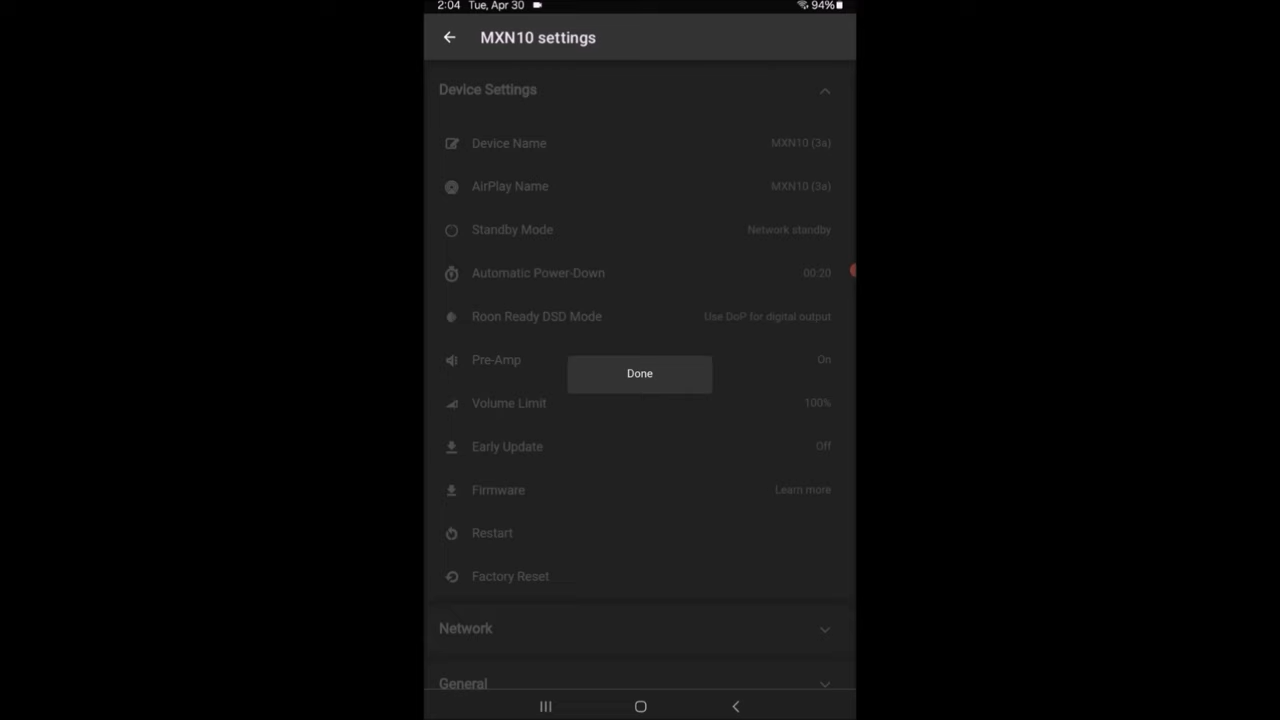 2:04 Tue, Apr 30 94%
MXN10 settings
Device Settings
Device Name MXN10 (3a)
AirPlay Name MXN10 (3a)
Standby Mode Network standby
Automatic Power-Down 00:20
Roon Ready DSD Mode Use DoP for digital output
Pre-Amp On
Done
Volume Limit 100%
Early Update Off
Firmware Learn more
Restart
Factory Reset
Network
General